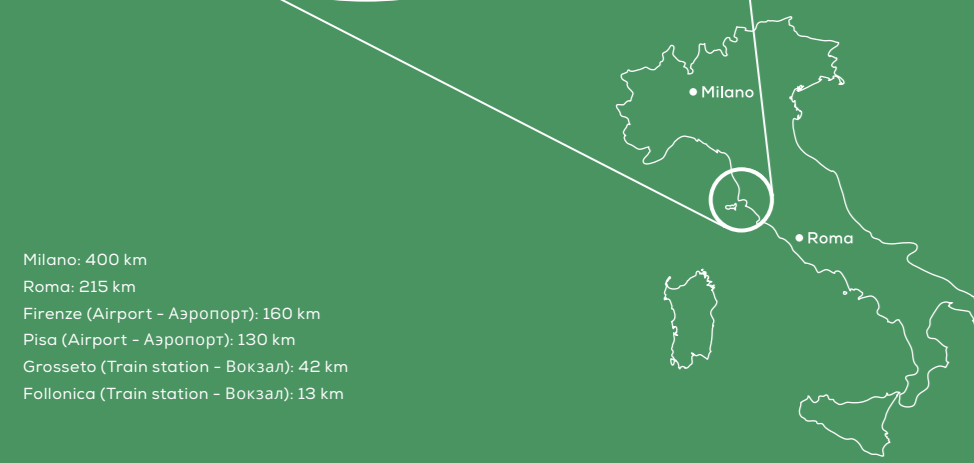 Milano
Roma
Milano: 400 km
Roma: 215 km
Firenze (Airport - Аэропорт): 160 km
Pisa (Airport - Аэропорт): 130 km
Grosseto (Train station - Вокзал): 42 km
Follonica (Train station - Вокзал): 13 km